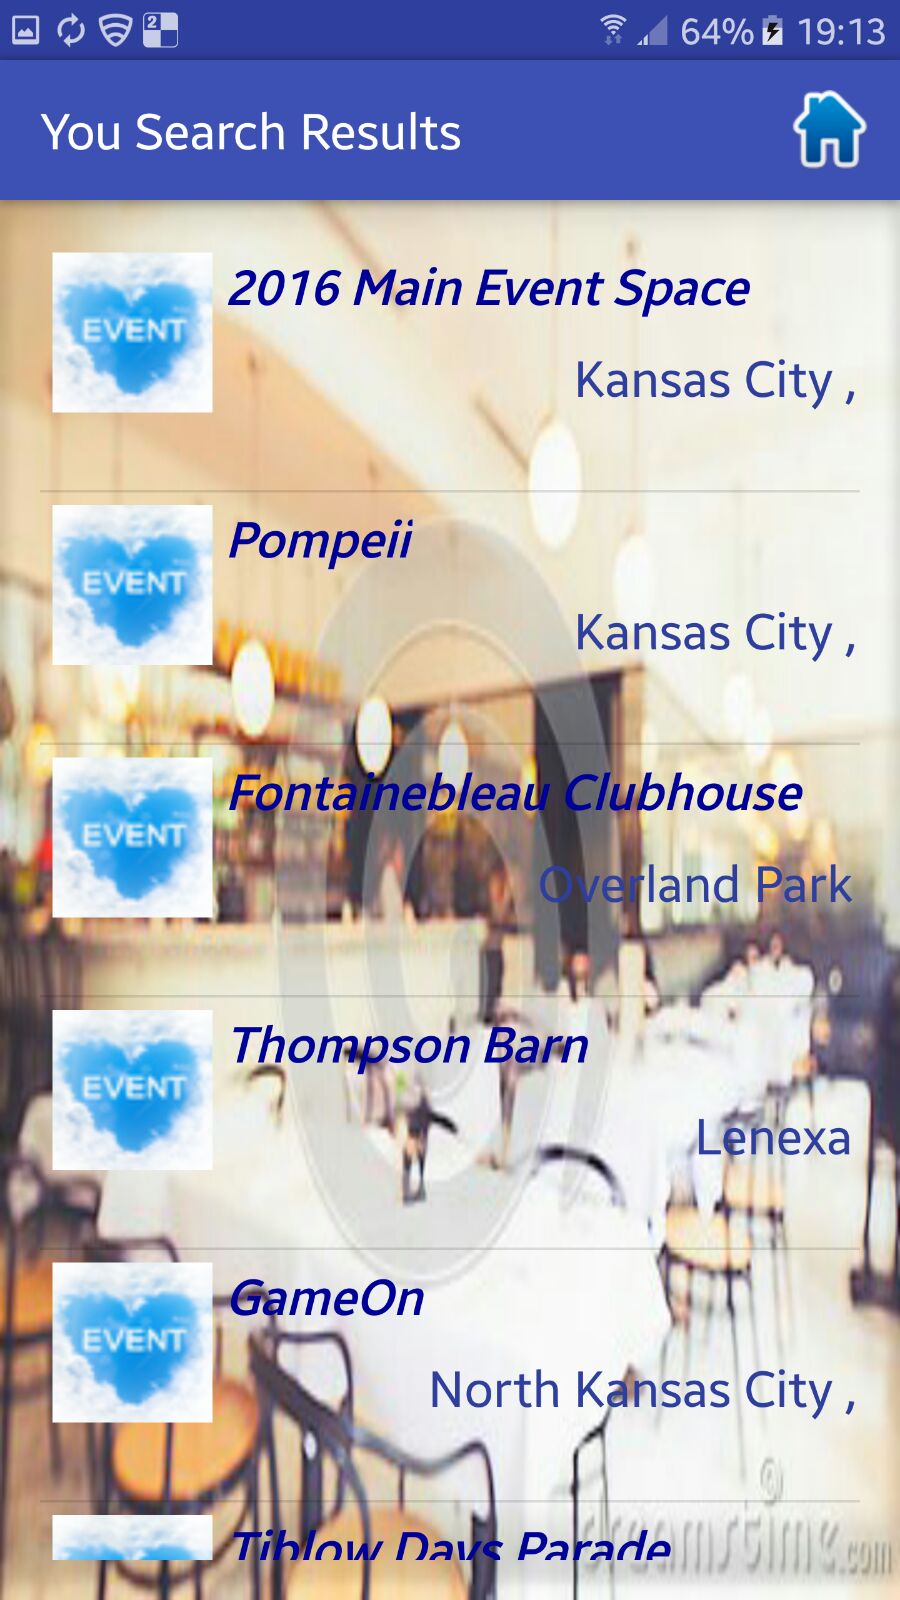 2
64%
19:13
You Search Results
EVENT
2016 Main Event Space
Kansas City ,
EVENT
Pompeii
Kansas City ,
EVENT
Fontainebleau Clubhouse
Overland Park
EVENT
Thompson Barn
Lenexa
EVENT
GameOn
North Kansas City ,
Tiblow Days Parade
dreamstime.com